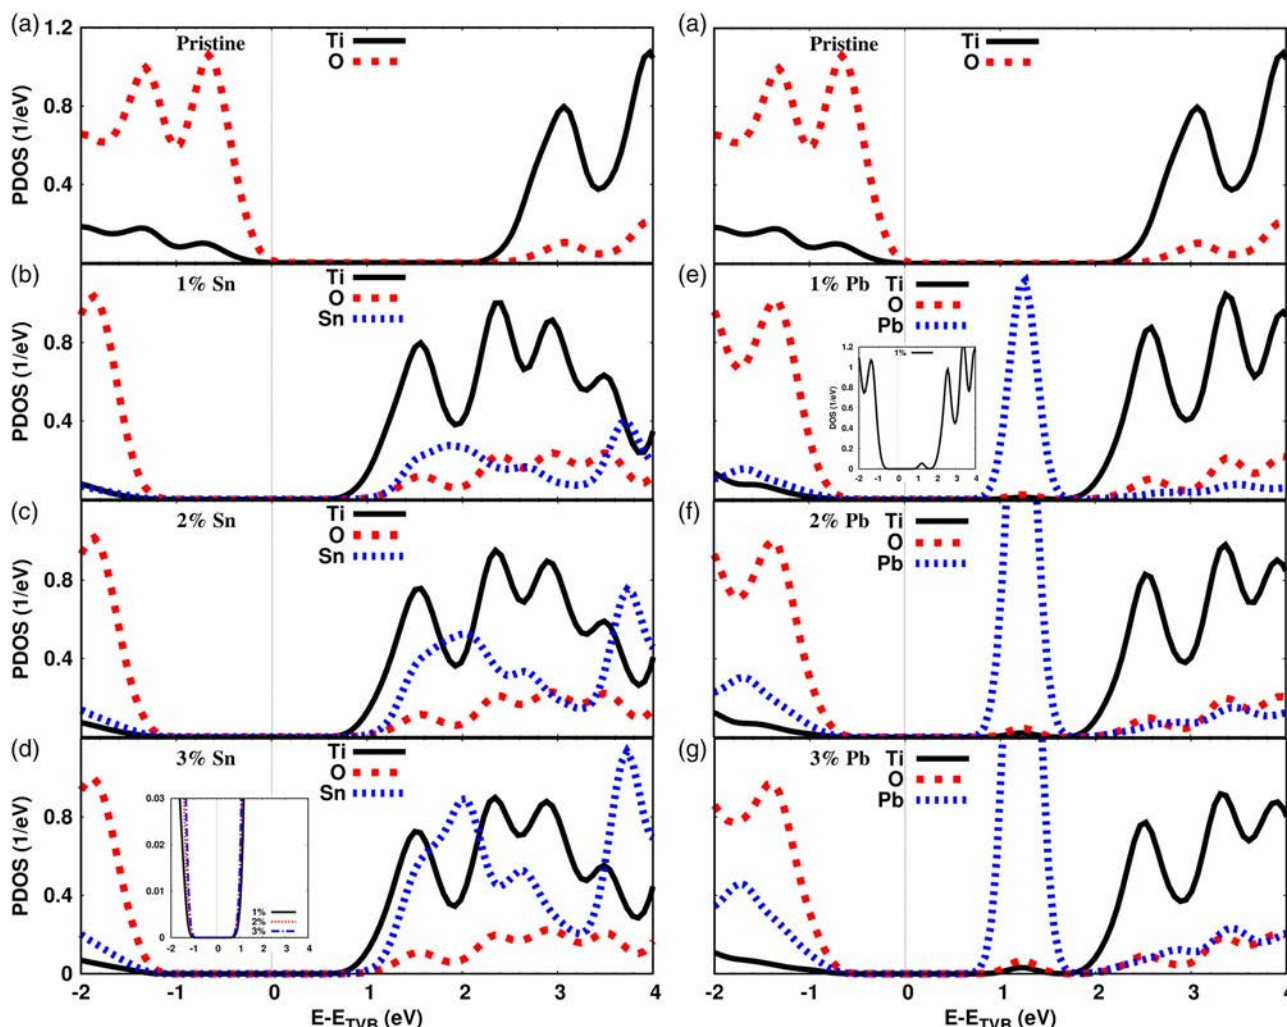 (a)
1.2
0.8
0.4
PDOS (1/eV)
Pristine
Ti
O
(a)
Pristine
Ti
O
(b)
0.8
0.4
PDOS (1/eV)
1% Sn
Ti
O
Sn
(e)
1% Pb
Ti
O
Pb
1.2
1
0.8
0.6
0.4
0.2
0
DOS (1/eV)
1%
-2 -1 0 1 2 3 4
(c)
0.8
0.4
PDOS (1/eV)
2% Sn
Ti
O
Sn
(f)
2% Pb
Ti
O
Pb
(d)
0.8
0.4
0
PDOS (1/eV)
3% Sn
Ti
O
Sn
0.03
0.02
0.01
0
1%
2%
3%
-2 -1 0 1 2 3 4
(g)
3% Pb
Ti
O
Pb
-2 -1 0 1 2 3 4
E-ETVB (eV)
-2 -1 0 1 2 3 4
E-ETVB (eV)